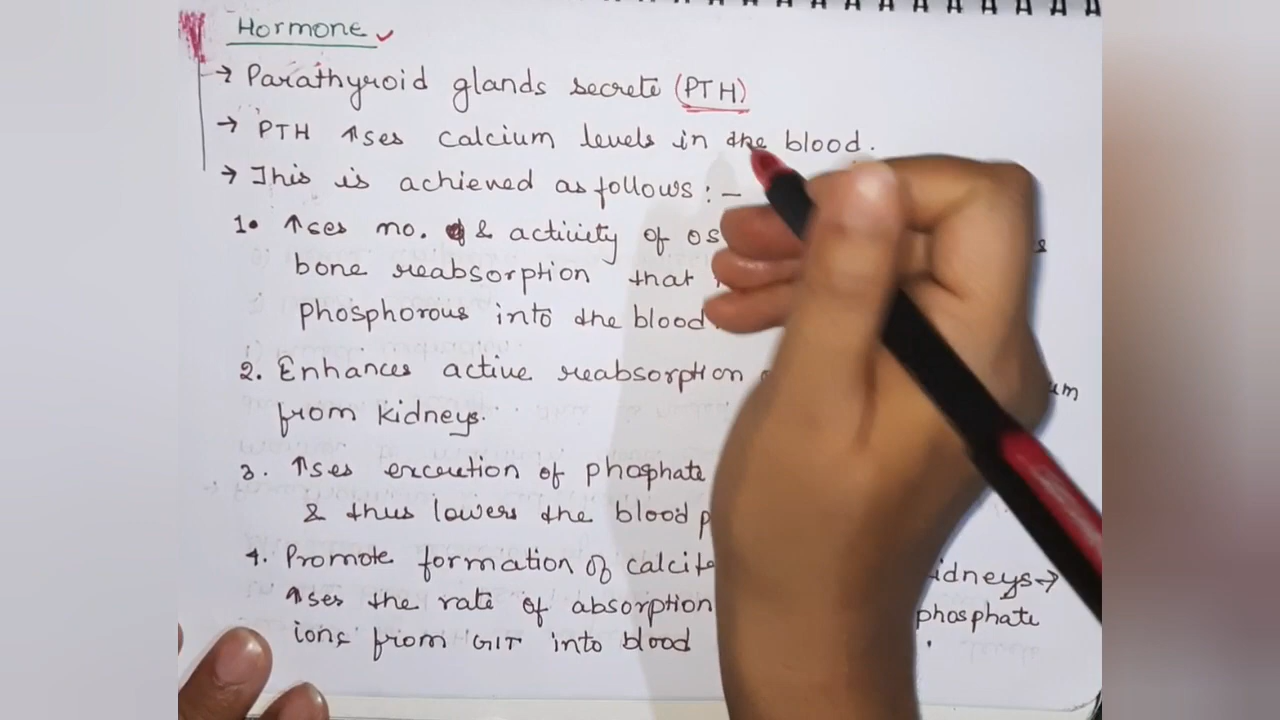 Hormone
→ Parathyroid glands secrete (PTH)
→ PTH ↑ses calcium levels in the blood.
→ This is achieved as follows :-
1. ↑ses no. & activity of os
bone reabsorption that
phosphorous into the blood
2. Enhances active reabsorption
from kidneys.
3. ↑ses excretion of phosphate
& thus lowers the blood p
4. Promote formation of calcit idneys →
↑ses the rate of absorption phosphate
ions from GIT into blood